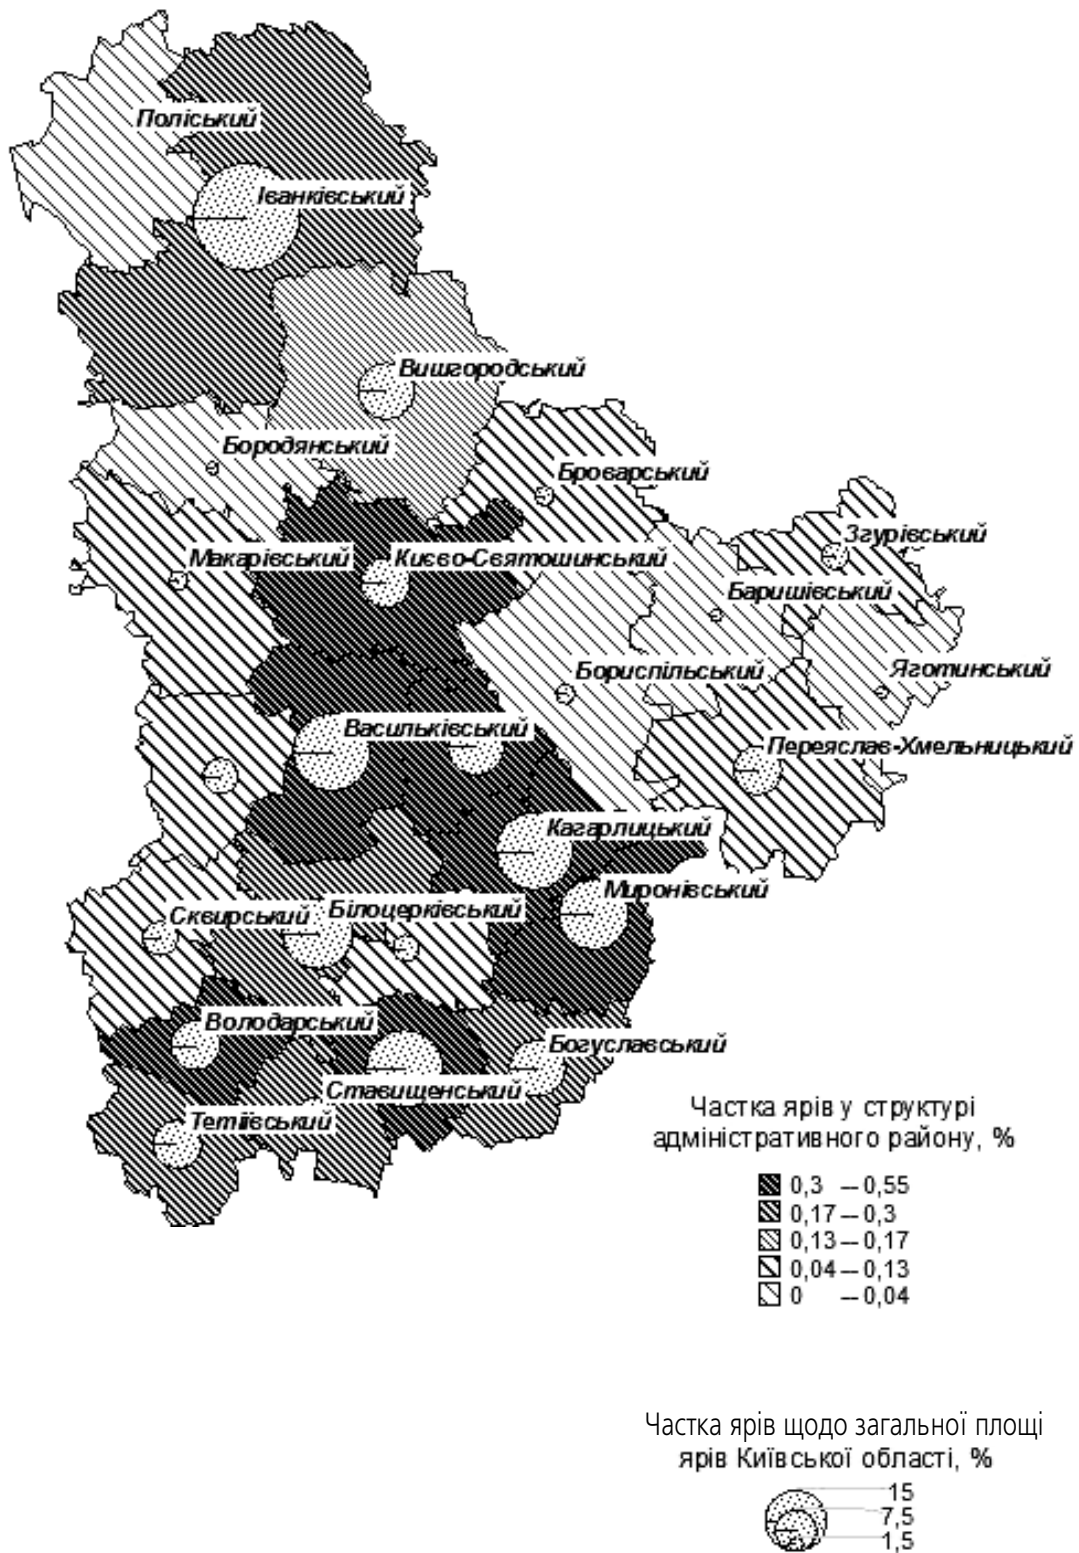 Поліський
Іванківський
Вишгородський
Бородянський
Броварський
Згурівський
Макарівський
Києво-Святошинський
Баришівський
Бориспільський
Яготинський
Васильківський
Переяслав-Хмельницький
Кагарлицький
Миронівський
Сквирський
Білоцерківський
Володарський
Богуславський
Ставищенський
Тетіївський
Частка ярів у структурі
адміністративного району, %
0,3 – 0,55
0,17 – 0,3
0,13 – 0,17
0,04 – 0,13
0 – 0,04
Частка ярів щодо загальної площі
ярів Київської області, %
15
7,5
1,5